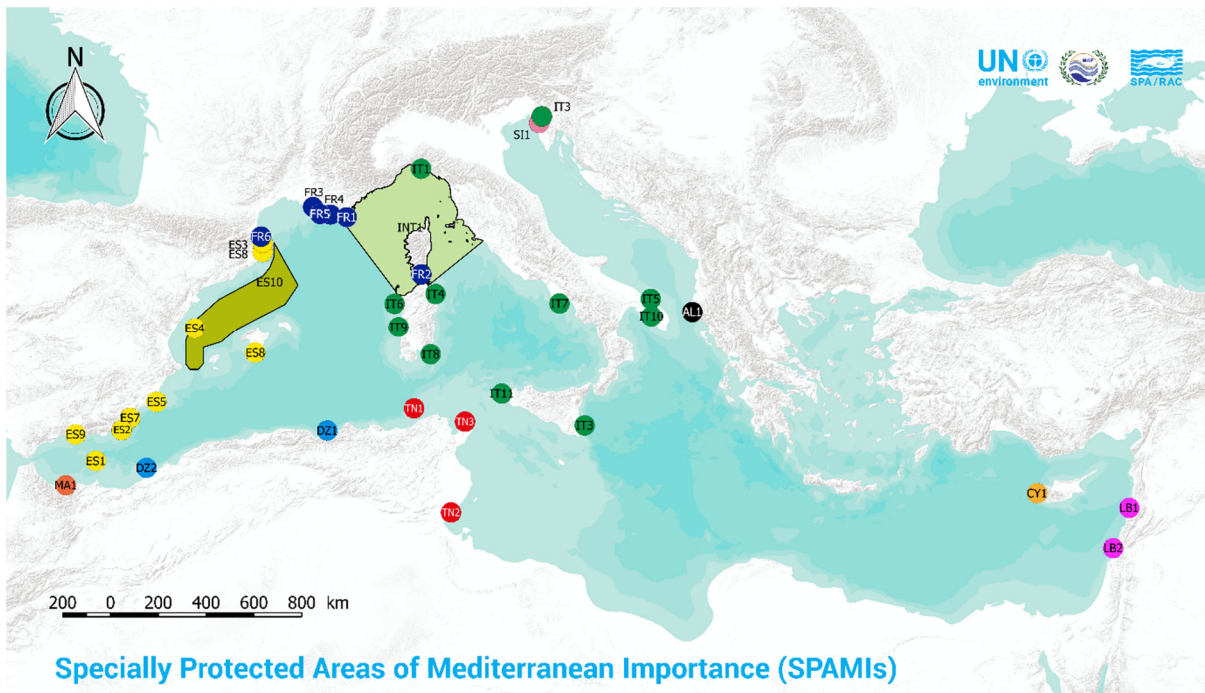 N
UN
environment
MAP
SPA/RAC
IT3
SI1
IT1
FR3
FR4
FR5
FR1
INT1
FR6
ES3
ES8
FR2
ES10
IT4
IT6
IT7
IT5
IT10
AL1
ES4
IT9
ES8
IT8
IT11
ES5
TN1
ES7
TN3
IT3
ES2
ES9
DZ1
ES1
DZ2
MA1
CY1
TN2
LB1
LB2
200 0 200 400 600 800 km
Specially Protected Areas of Mediterranean Importance (SPAMIs)